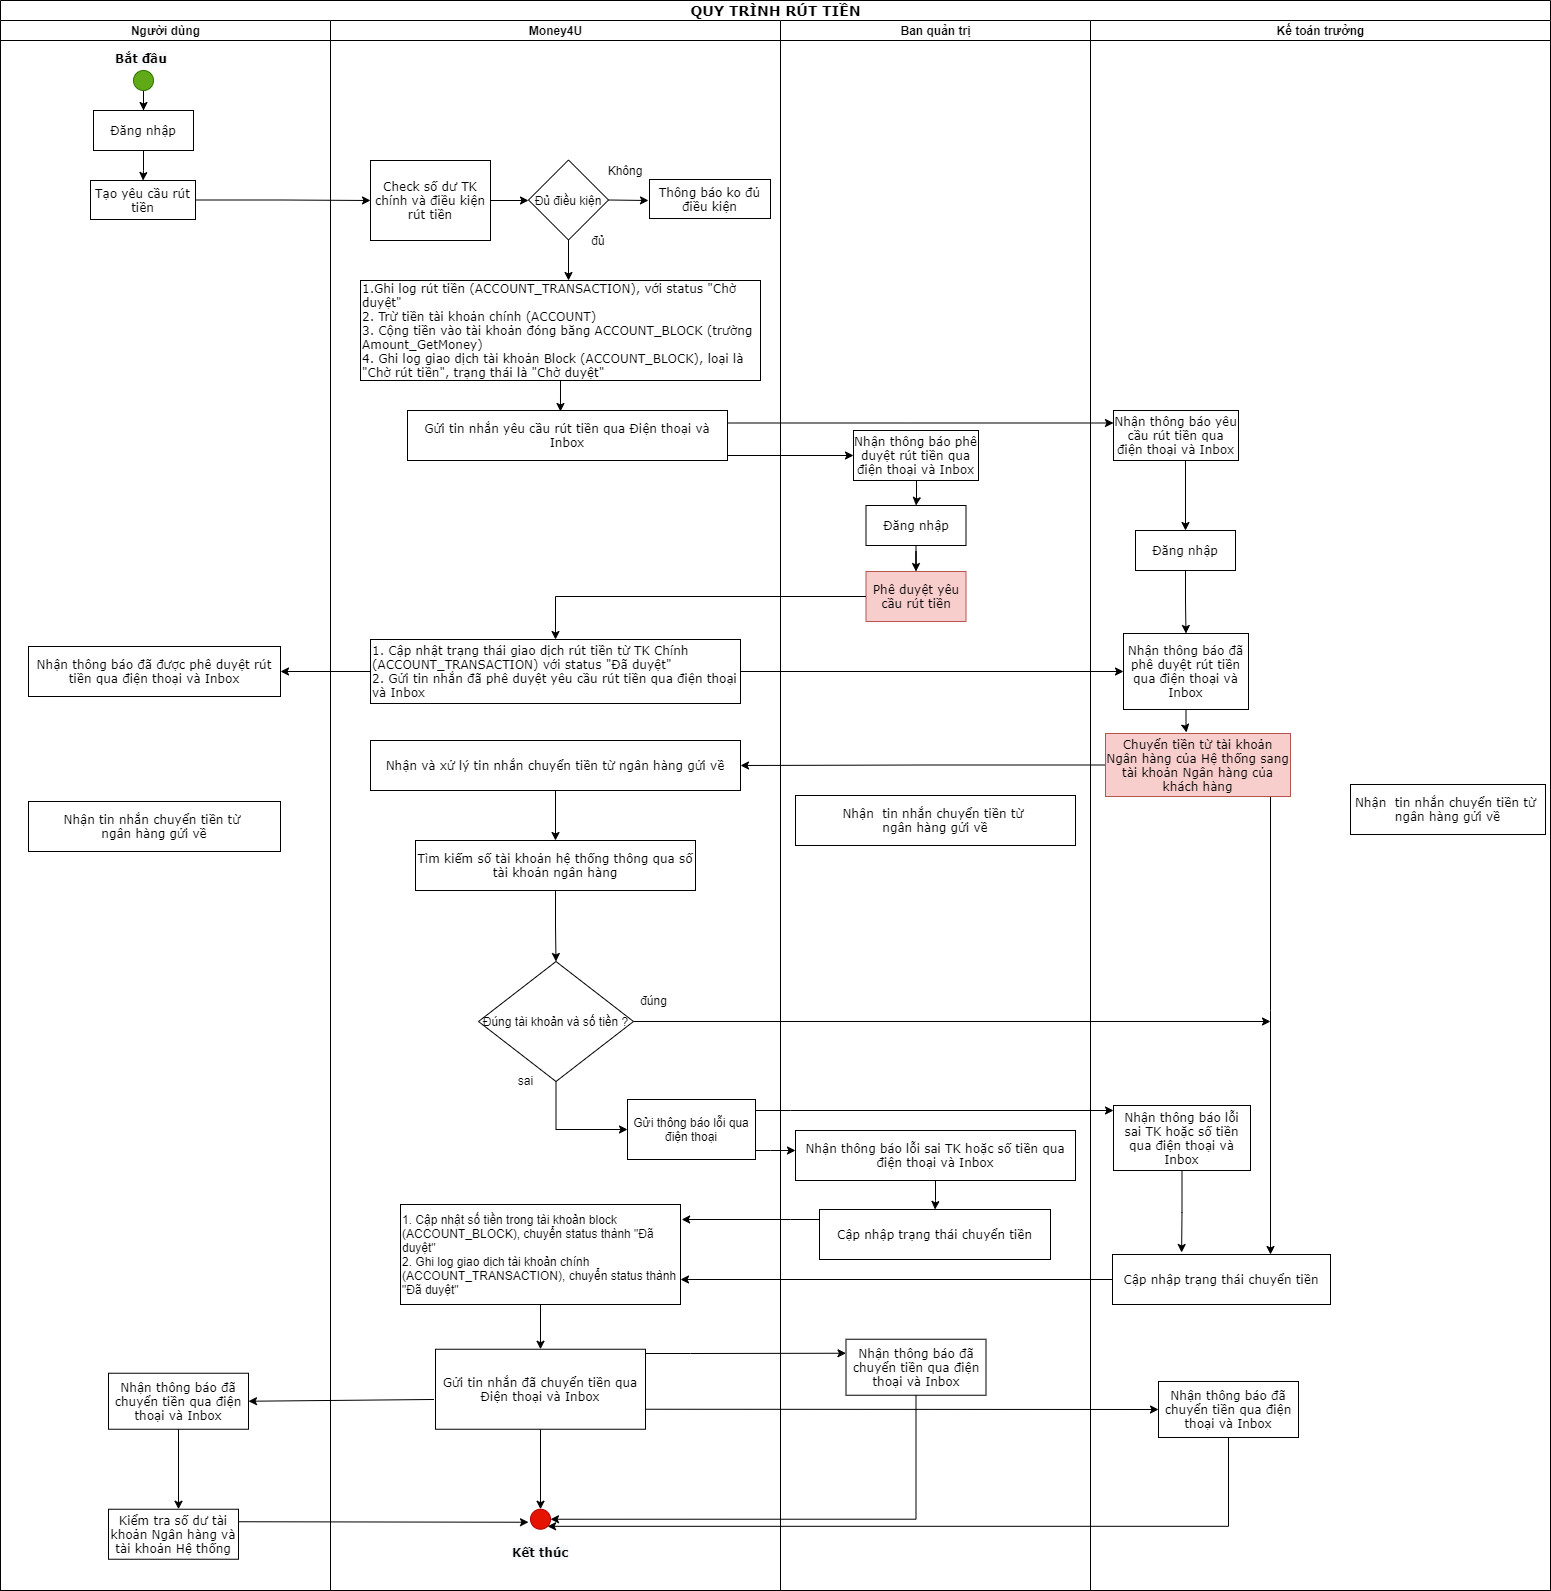 QUY TRÌNH RÚT TIỀN
Người dùng
Money4U
Ban quản trị
Kế toán trưởng
Bắt đầu
Đăng nhập
Tạo yêu cầu rút
tiền
Check số dư TK
chính và điều kiện
rút tiền
Đủ điều kiện
Không
Thông báo ko đủ
điều kiện
đủ
1.Ghi log rút tiền (ACCOUNT_TRANSACTION), với status "Chờ
duyệt"
2. Trừ tiền tài khoản chính (ACCOUNT)
3. Cộng tiền vào tài khoản đóng băng ACCOUNT_BLOCK (trường
Amount_GetMoney)
4. Ghi log giao dịch tài khoản Block (ACCOUNT_BLOCK), loại là
"Chờ rút tiền", trạng thái là "Chờ duyệt"
Gửi tin nhắn yêu cầu rút tiền qua Điện thoại và
Inbox
Nhận thông báo phê
duyệt rút tiền qua
điện thoại và Inbox
Nhận thông báo yêu
cầu rút tiền qua
điện thoại và Inbox
Đăng nhập
Đăng nhập
Phê duyệt yêu
cầu rút tiền
Nhận thông báo đã được phê duyệt rút
tiền qua điện thoại và Inbox
1. Cập nhật trạng thái giao dịch rút tiền từ TK Chính
(ACCOUNT_TRANSACTION) với status "Đã duyệt"
2. Gửi tin nhắn đã phê duyệt yêu cầu rút tiền qua điện thoại
và Inbox
Nhận thông báo đã
phê duyệt rút tiền
qua điện thoại và
Inbox
Nhận và xử lý tin nhắn chuyển tiền từ ngân hàng gửi về
Chuyển tiền từ tài khoản
Ngân hàng của Hệ thống sang
tài khoản Ngân hàng của
khách hàng
Nhận tin nhắn chuyển tiền từ
ngân hàng gửi về
Nhận  tin nhắn chuyển tiền từ
ngân hàng gửi về
Nhận  tin nhắn chuyển tiền từ
ngân hàng gửi về
Tìm kiếm số tài khoản hệ thống thông qua số
tài khoản ngân hàng
Đúng tài khoản và số tiền ?
đúng
sai
Gửi thông báo lỗi qua
điện thoại
Nhận thông báo lỗi sai TK hoặc số tiền qua
điện thoại và Inbox
Nhận thông báo lỗi
sai TK hoặc số tiền
qua điện thoại và
Inbox
1. Cập nhật số tiền trong tài khoản block
(ACCOUNT_BLOCK), chuyển status thành "Đã
duyệt"
2. Ghi log giao dịch tài khoản chính
(ACCOUNT_TRANSACTION), chuyển status thành
"Đã duyệt"
Cập nhập trạng thái chuyển tiền
Cập nhập trạng thái chuyển tiền
Nhận thông báo đã
chuyển tiền qua điện
thoại và Inbox
Gửi tin nhắn đã chuyển tiền qua
Điện thoại và Inbox
Nhận thông báo đã
chuyển tiền qua điện
thoại và Inbox
Nhận thông báo đã
chuyển tiền qua điện
thoại và Inbox
Kiểm tra số dư tài
khoản Ngân hàng và
tài khoản Hệ thống
Kết thúc